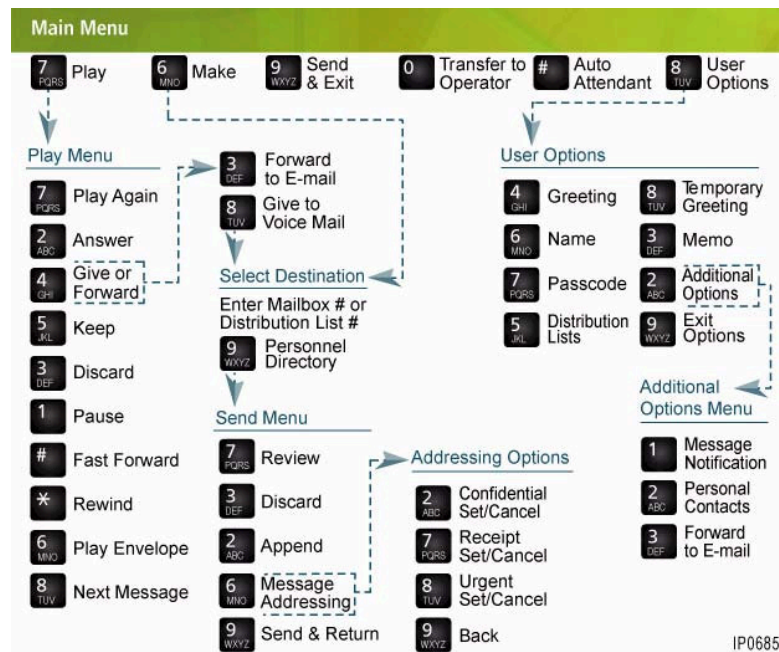 Main Menu
7 PQRS Play
6 MNO Make
9 WXYZ Send
& Exit
0 Transfer to
Operator
# Auto
Attendant
8 TUV User
Options
Play Menu
7 PQRS Play Again
2 ABC Answer
4 GHI Give or
Forward
5 JKL Keep
3 DEF Discard
1 Pause
# Fast Forward
* Rewind
6 MNO Play Envelope
8 TUV Next Message
3 DEF Forward
to E-mail
8 TUV Give to
Voice Mail
Select Destination
Enter Mailbox # or
Distribution List #
9 WXYZ Personnel
Directory
Send Menu
7 PQRS Review
3 DEF Discard
2 ABC Append
6 MNO Message
Addressing
9 WXYZ Send & Return
Addressing Options
2 ABC Confidential
Set/Cancel
7 PQRS Receipt
Set/Cancel
8 TUV Urgent
Set/Cancel
9 WXYZ Back
User Options
4 GHI Greeting
8 TUV Temporary
Greeting
6 MNO Name
3 DEF Memo
7 PQRS Passcode
2 ABC Additional
Options
5 JKL Distribution
Lists
9 WXYZ Exit
Options
Additional
Options Menu
1 Message
Notification
2 ABC Personal
Contacts
3 DEF Forward
to E-mail
IP0685